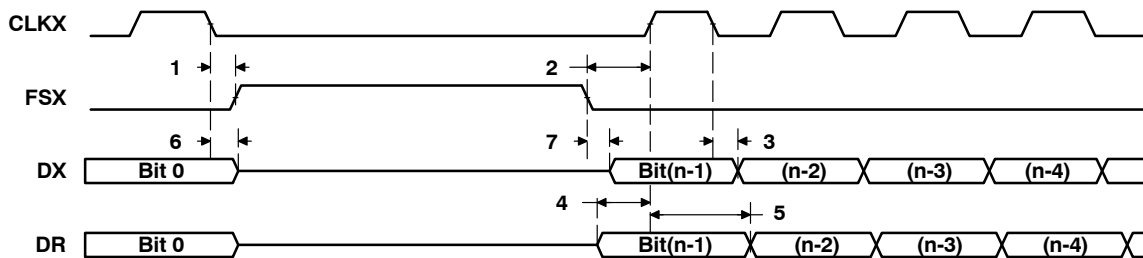 CLKX
1 2
FSX
6 7 3
DX Bit 0 Bit(n-1) (n-2) (n-3) (n-4)
4 5
DR Bit 0 Bit(n-1) (n-2) (n-3) (n-4)